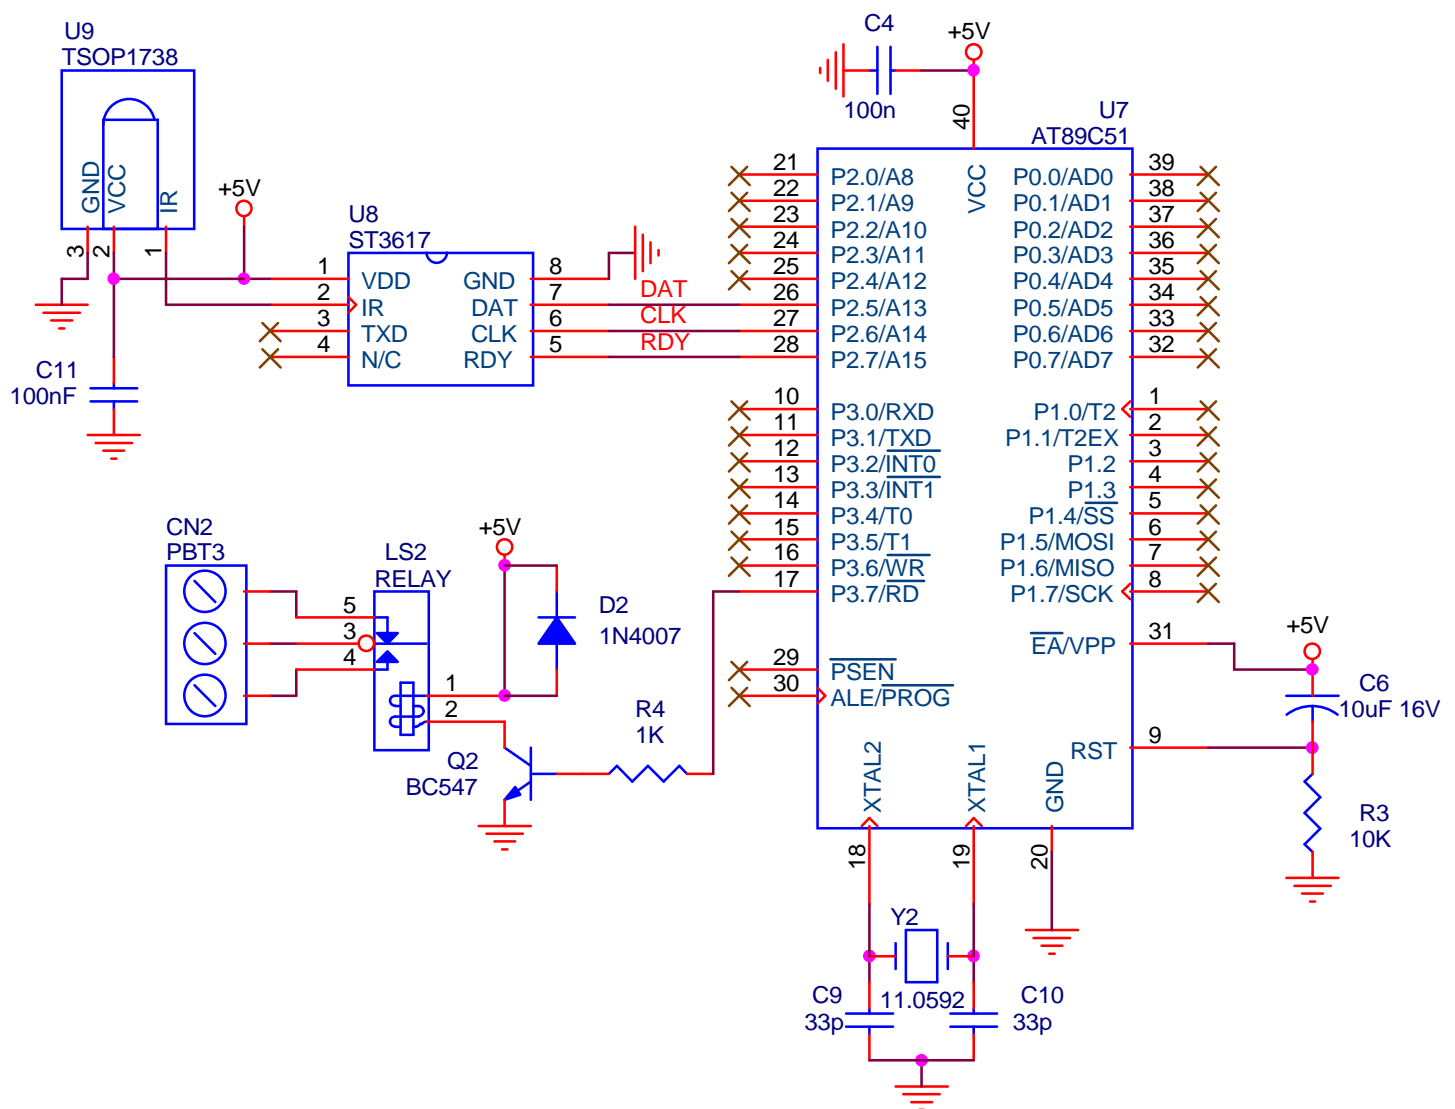 U9
TSOP1738
GND
VCC
IR
3
2
1
+5V
C11
100nF
U8
ST3617
1
2
3
4
VDD
IR
TXD
N/C
GND
DAT
CLK
RDY
8
7
6
5
DAT
CLK
RDY
C4
100n
+5V
40
U7
AT89C51
VCC
21 P2.0/A8
22 P2.1/A9
23 P2.2/A10
24 P2.3/A11
25 P2.4/A12
26 P2.5/A13
27 P2.6/A14
28 P2.7/A15
10 P3.0/RXD
11 P3.1/TXD
12 P3.2/INT0
13 P3.3/INT1
14 P3.4/T0
15 P3.5/T1
16 P3.6/WR
17 P3.7/RD
29 PSEN
30 ALE/PROG
P0.0/AD0 39
P0.1/AD1 38
P0.2/AD2 37
P0.3/AD3 36
P0.4/AD4 35
P0.5/AD5 34
P0.6/AD6 33
P0.7/AD7 32
P1.0/T2 1
P1.1/T2EX 2
P1.2 3
P1.3 4
P1.4/SS 5
P1.5/MOSI 6
P1.6/MISO 7
P1.7/SCK 8
EA/VPP 31
RST 9
XTAL2
XTAL1
GND
18
19
20
CN2
PBT3
LS2
RELAY
5
3
4
1
2
+5V
D2
1N4007
R4
1K
Q2
BC547
+5V
C6
10uF 16V
R3
10K
Y2
11.0592
C9
33p
C10
33p